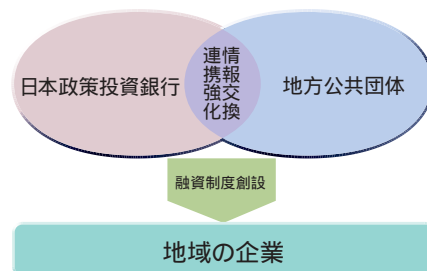 日本政策投資銀行
情報交換
連携強化
地方公共団体
融資制度創設
地域の企業